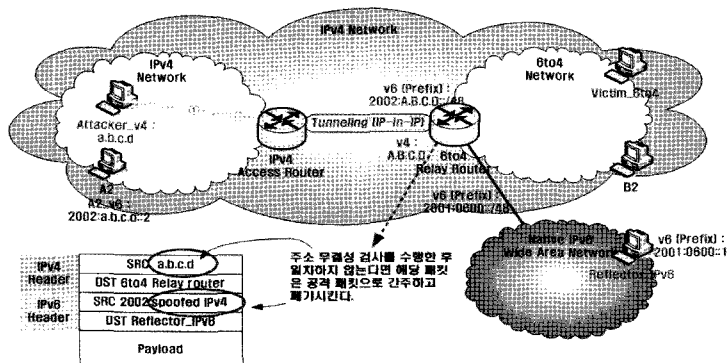 IPv4 Network
IPv4
Network
Attacker_v4 :
a.b.c.d
A2
A2_v6 :
2002:a.b.c.d::2
IPv4
Access Router
Tunneling (IP-in-IP)
v6 (Prefix) :
2002:A.B.C.D::/48
v4 :
A.B.C.D
6to4
Relay Router
6to4
Network
Victim_6to4
B2
v6 (Prefix) :
2001:0600::/48
Native IPv6
Wide Area Network
v6 (Prefix) :
2001:0600::1
Reflector_IPv6
IPv4
Header
IPv6
Header
SRC a.b.c.d
DST 6to4 Relay router
SRC 2002:spoofed IPv4
DST Reflector_IPv6
Payload
주소 무결성 검사를 수행한 후
일치하지 않는다면 해당 패킷
은 공격 패킷으로 간주하고
폐기시킨다.